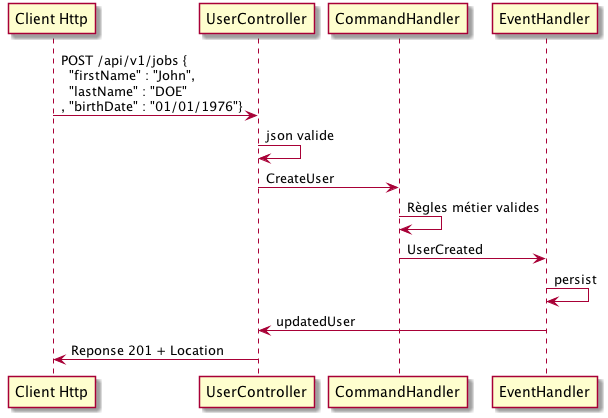 Client Http
UserController
CommandHandler
EventHandler
POST /api/v1/jobs {
"firstName" : "John",
"lastName" : "DOE"
, "birthDate" : "01/01/1976"}
json valide
CreateUser
Règles métier valides
UserCreated
persist
updatedUser
Reponse 201 + Location
Client Http
UserController
CommandHandler
EventHandler